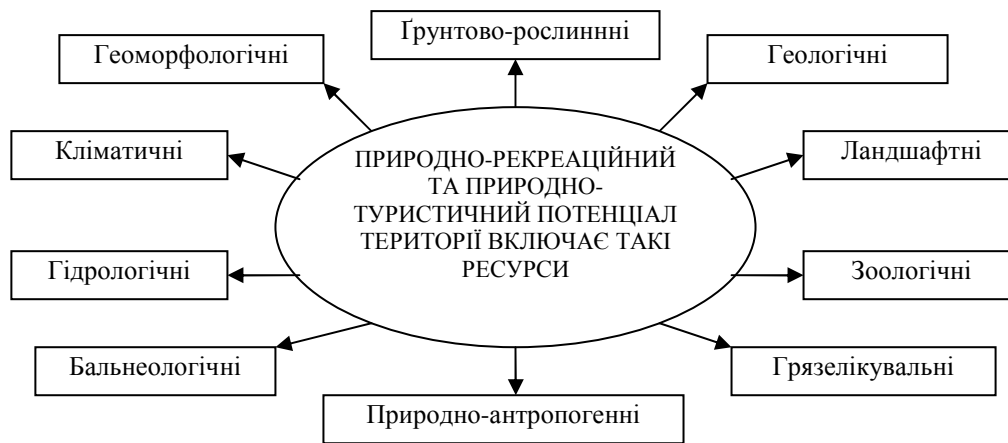 Ґрунтово-рослиннні
Геоморфологічні
Геологічні
Кліматичні
Ландшафтні
ПРИРОДНО-РЕКРЕАЦІЙНИЙ
ТА ПРИРОДНО-
ТУРИСТИЧНИЙ ПОТЕНЦІАЛ
ТЕРИТОРІЇ ВКЛЮЧАЄ ТАКІ
РЕСУРСИ
Гідрологічні
Зоологічні
Бальнеологічні
Грязелікувальні
Природно-антропогенні